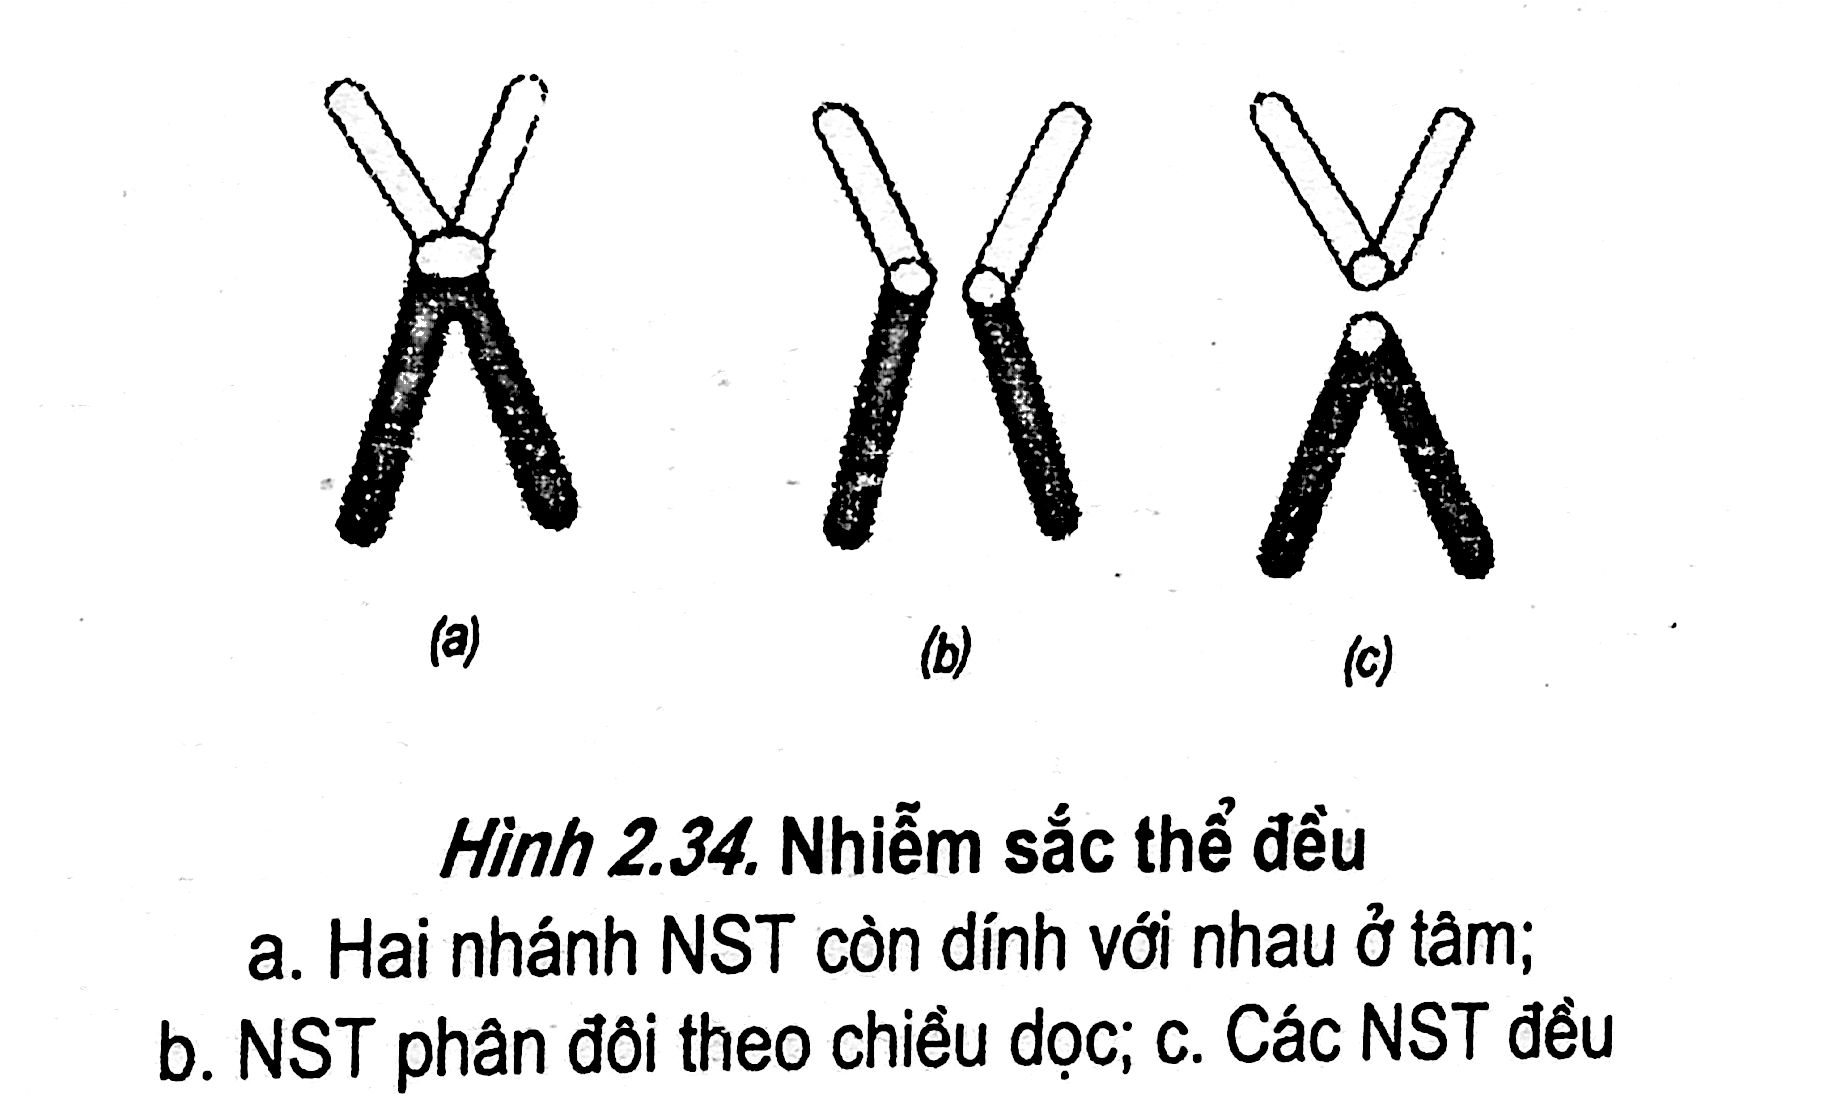 (a) (b) (c)
Hình 2.34. Nhiễm sắc thể đều
a. Hai nhánh NST còn dính với nhau ở tâm;
b. NST phân đôi theo chiều dọc; c. Các NST đều